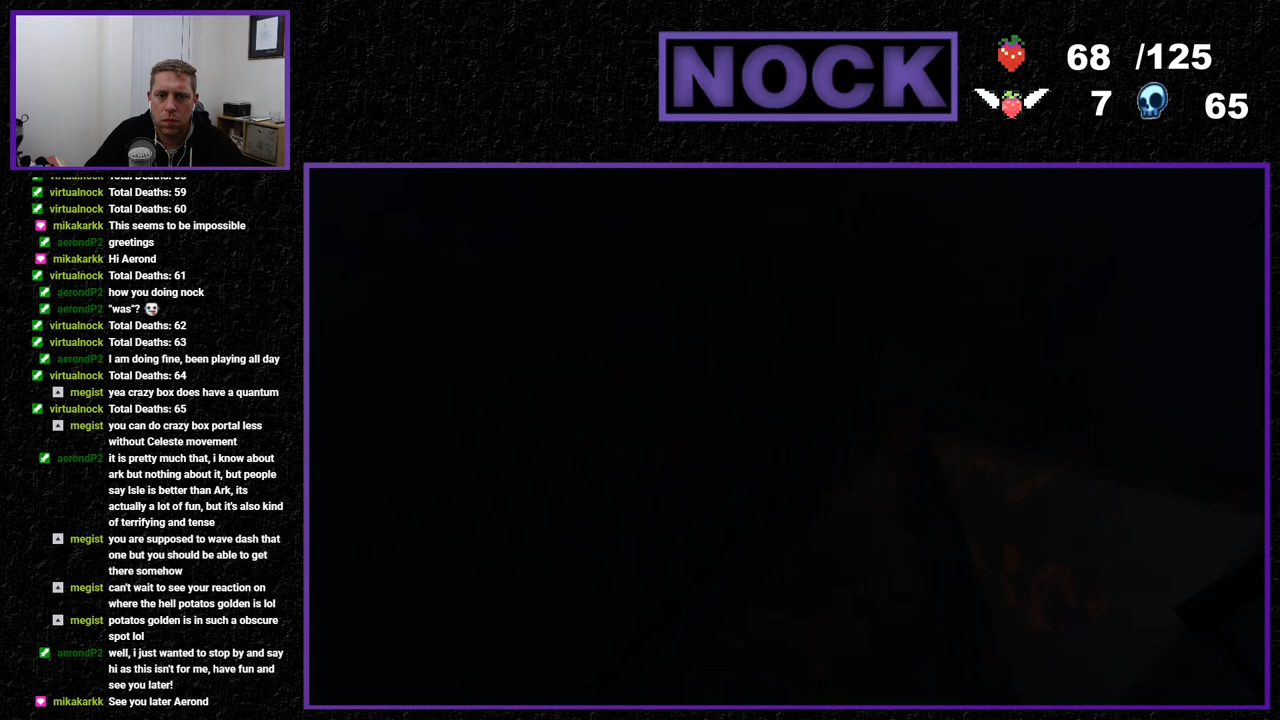 NOCK
68 /125
7 65
virtualnock Total Deaths: 59
virtualnock Total Deaths: 60
mikakarkk This seems to be impossible
aerondP2 greetings
mikakarkk Hi Aerond
virtualnock Total Deaths: 61
aerondP2 how you doing nock
aerondP2 "was"?
virtualnock Total Deaths: 62
virtualnock Total Deaths: 63
aerondP2 I am doing fine, been playing all day
virtualnock Total Deaths: 64
megist yea crazy box does have a quantum
virtualnock Total Deaths: 65
megist you can do crazy box portal less
without Celeste movement
aerondP2 it is pretty much that, i know about
ark but nothing about it, but people
say Isle is better than Ark, its
actually a lot of fun, but it's also kind
of terrifying and tense
megist you are supposed to wave dash that
one but you should be able to get
there somehow
megist can't wait to see your reaction on
where the hell potatos golden is lol
megist potatos golden is in such a obscure
spot lol
aerondP2 well, i just wanted to stop by and say
hi as this isn't for me, have fun and
see you later!
mikakarkk See you later Aerond